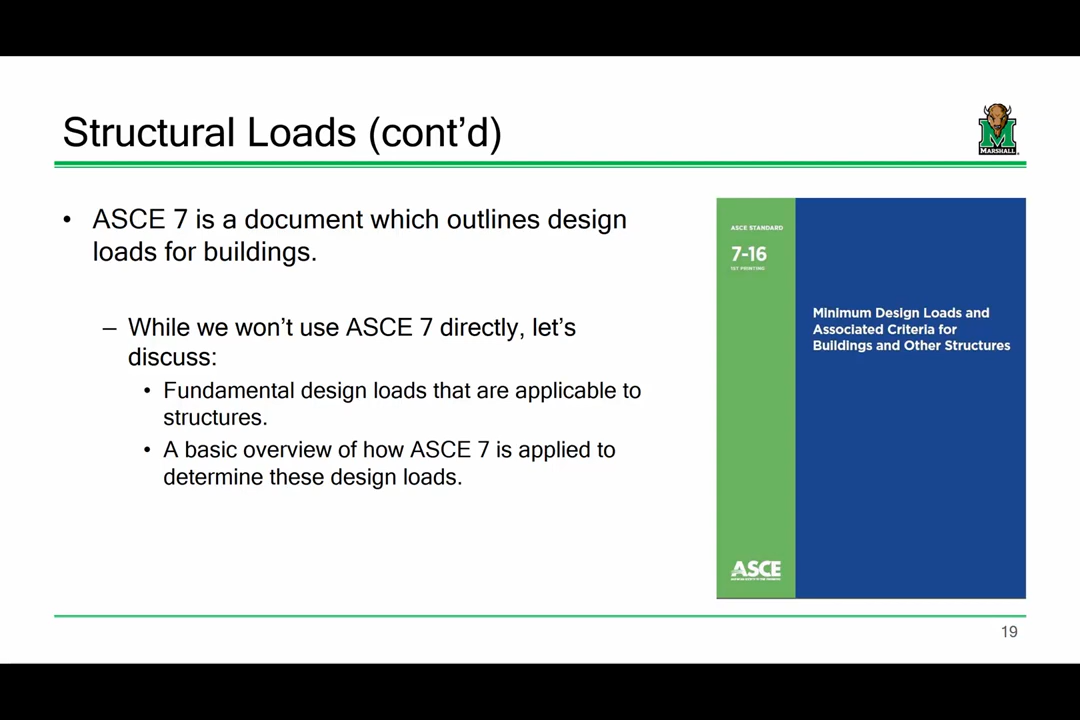 Structural Loads (cont’d)
MARSHALL
• ASCE 7 is a document which outlines design
loads for buildings.
– While we won’t use ASCE 7 directly, let’s
discuss:
• Fundamental design loads that are applicable to
structures.
• A basic overview of how ASCE 7 is applied to
determine these design loads.
ASCE STANDARD
7-16
1ST PRINTING
Minimum Design Loads and
Associated Criteria for
Buildings and Other Structures
ASCE
19